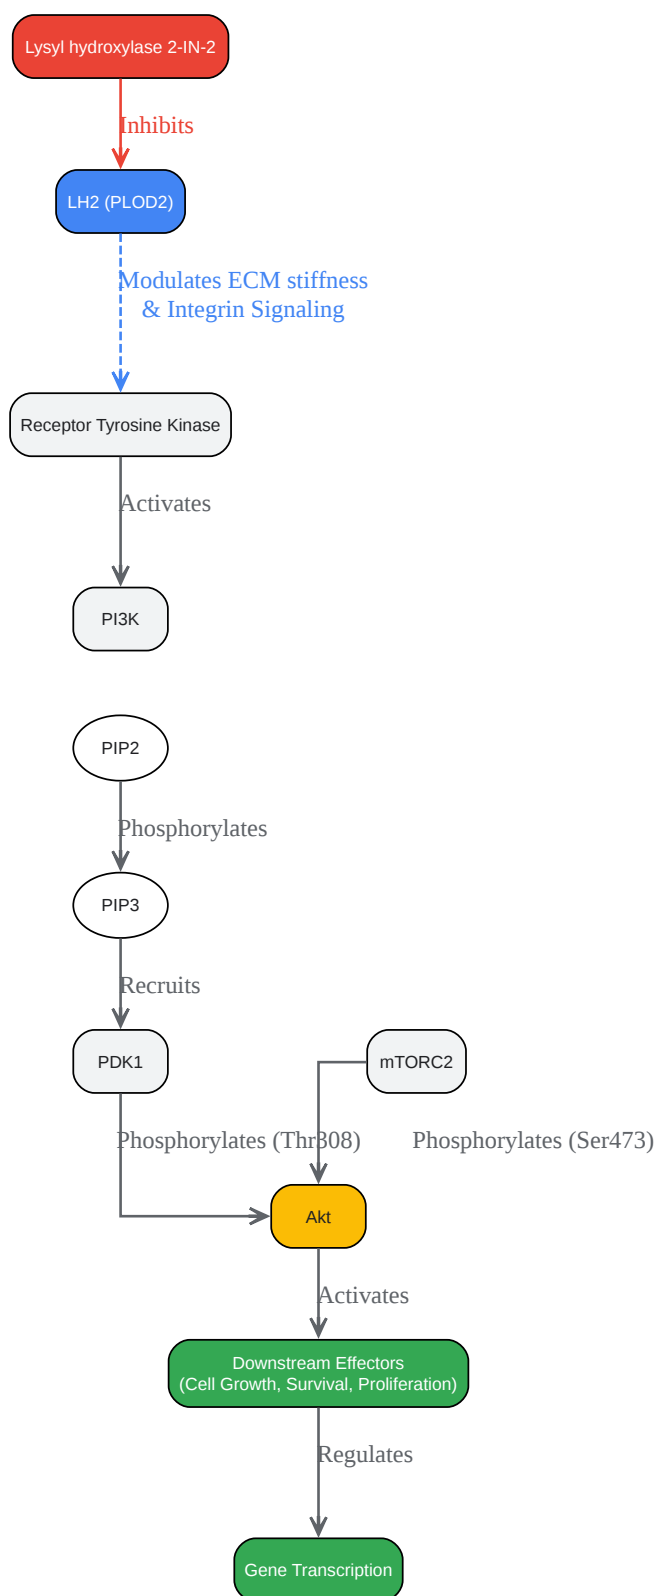 Lysyl hydroxylase 2-IN-2
Inhibits
LH2 (PLOD2)
Modulates ECM stiffness
& Integrin Signaling
Receptor Tyrosine Kinase
Activates
PI3K
PIP2
Phosphorylates
PIP3
Recruits
PDK1
mTORC2
Phosphorylates (Thr308)
Phosphorylates (Ser473)
Akt
Activates
Downstream Effectors
(Cell Growth, Survival, Proliferation)
Regulates
Gene Transcription